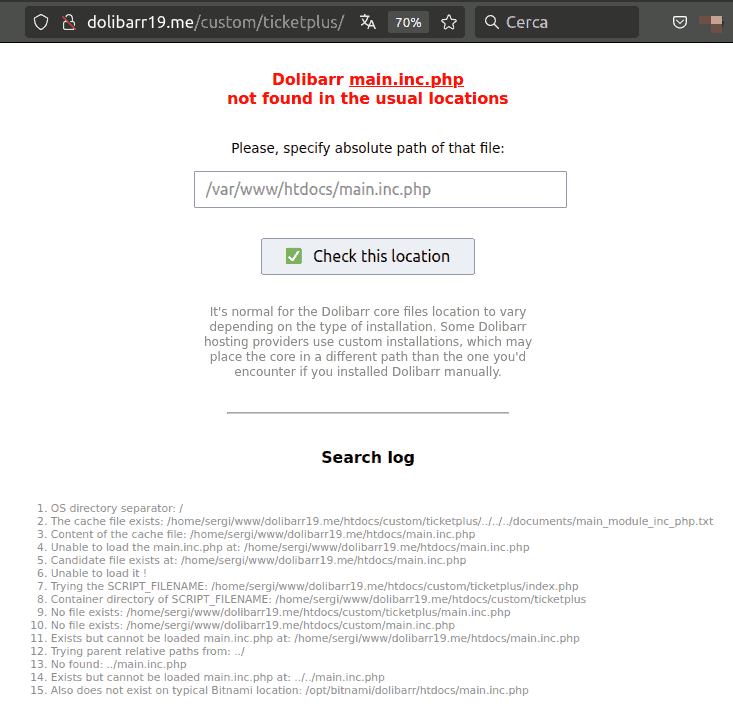 dolibarr19.me/custom/ticketplus/ 70% Cerca
Dolibarr main.inc.php
not found in the usual locations
Please, specify absolute path of that file:
/var/www/htdocs/main.inc.php
Check this location
It's normal for the Dolibarr core files location to vary
depending on the type of installation. Some Dolibarr
hosting providers use custom installations, which may
place the core in a different path than the one you'd
encounter if you installed Dolibarr manually.
Search log
1. OS directory separator: /
2. The cache file exists: /home/sergi/www/dolibarr19.me/htdocs/custom/ticketplus/../../../documents/main_module_inc_php.txt
3. Content of the cache file: /home/sergi/www/dolibarr19.me/htdocs/main.inc.php
4. Unable to load the main.inc.php at: /home/sergi/www/dolibarr19.me/htdocs/main.inc.php
5. Candidate file exists at: /home/sergi/www/dolibarr19.me/htdocs/main.inc.php
6. Unable to load it !
7. Trying the SCRIPT_FILENAME: /home/sergi/www/dolibarr19.me/htdocs/custom/ticketplus/index.php
8. Container directory of SCRIPT_FILENAME: /home/sergi/www/dolibarr19.me/htdocs/custom/ticketplus
9. No file exists: /home/sergi/www/dolibarr19.me/htdocs/custom/ticketplus/main.inc.php
10. No file exists: /home/sergi/www/dolibarr19.me/htdocs/custom/main.inc.php
11. Exists but cannot be loaded main.inc.php at: /home/sergi/www/dolibarr19.me/htdocs/main.inc.php
12. Trying parent relative paths from: ../
13. No found: ../main.inc.php
14. Exists but cannot be loaded main.inc.php at: ../../main.inc.php
15. Also does not exist on typical Bitnami location: /opt/bitnami/dolibarr/htdocs/main.inc.php